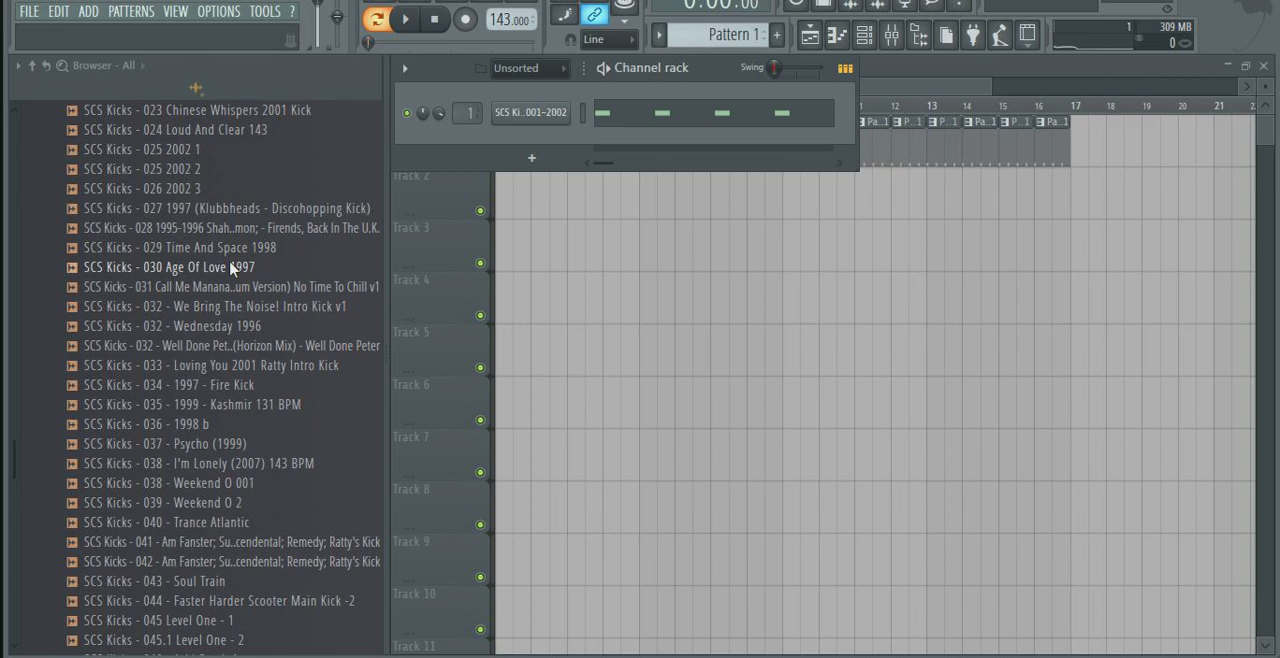 FILE EDIT ADD PATTERNS VIEW OPTIONS TOOLS ?
143.000
Line
Pattern 1
1
309 MB
0
Browser - All
Unsorted
Channel rack
Swing
1
SCS Ki..001-2002
12 13 14 15 16 17 18 19 20 21
Pa..1 P...1 P...1 Pa..1 Pa..1 Pa..1
SCS Kicks - 023 Chinese Whispers 2001 Kick
SCS Kicks - 024 Loud And Clear 143
SCS Kicks - 025 2002 1
SCS Kicks - 025 2002 2
SCS Kicks - 026 2002 3
SCS Kicks - 027 1997 (Klubbheads - Discohopping Kick)
SCS Kicks - 028 1995-1996 Shah..mon; - Firends, Back In The U.K.
SCS Kicks - 029 Time And Space 1998
SCS Kicks - 030 Age Of Love 1997
SCS Kicks - 031 Call Me Manana..um Version) No Time To Chill v1
SCS Kicks - 032 - We Bring The Noise! Intro Kick v1
SCS Kicks - 032 - Wednesday 1996
SCS Kicks - 032 - Well Done Pet..(Horizon Mix) - Well Done Peter
SCS Kicks - 033 - Loving You 2001 Ratty Intro Kick
SCS Kicks - 034 - 1997 - Fire Kick
SCS Kicks - 035 - 1999 - Kashmir 131 BPM
SCS Kicks - 036 - 1998 b
SCS Kicks - 037 - Psycho (1999)
SCS Kicks - 038 - I'm Lonely (2007) 143 BPM
SCS Kicks - 038 - Weekend O 001
SCS Kicks - 039 - Weekend O 2
SCS Kicks - 040 - Trance Atlantic
SCS Kicks - 041 - Am Fanster; Su..cendental; Remedy; Ratty's Kick
SCS Kicks - 042 - Am Fanster; Su..cendental; Remedy; Ratty's Kick
SCS Kicks - 043 - Soul Train
SCS Kicks - 044 - Faster Harder Scooter Main Kick -2
SCS Kicks - 045 Level One - 1
SCS Kicks - 045.1 Level One - 2
Track 2
Track 3
Track 4
Track 5
Track 6
Track 7
Track 8
Track 9
Track 10
Track 11